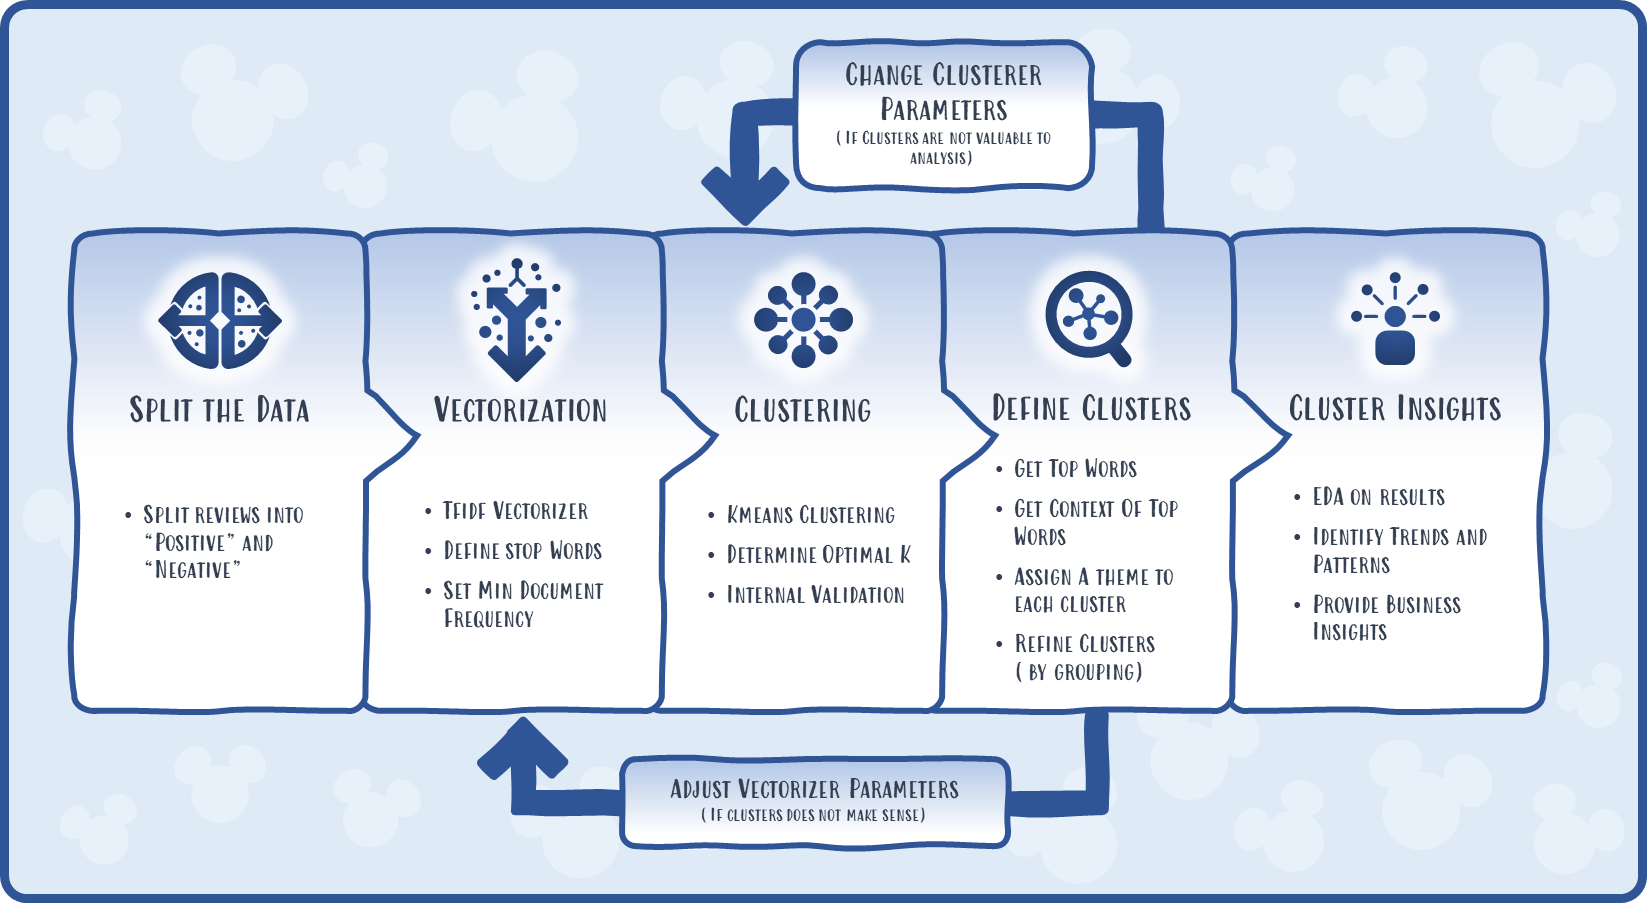 Change Clusterer
Parameters
( If Clusters are not valuable to
analysis)
Split the Data
• Split reviews into
“Positive” and
“Negative”
Vectorization
• Tfidf Vectorizer
• Define stop Words
• Set Min Document
Frequency
Clustering
• Kmeans Clustering
• Determine Optimal K
• Internal Validation
Define Clusters
• Get Top Words
• Get Context Of Top
Words
• Assign A theme to
each cluster
• Refine Clusters
( by grouping)
Cluster Insights
• EDA on results
• Identify Trends and
Patterns
• Provide Business
Insights
Adjust Vectorizer Parameters
( If clusters does not make sense)